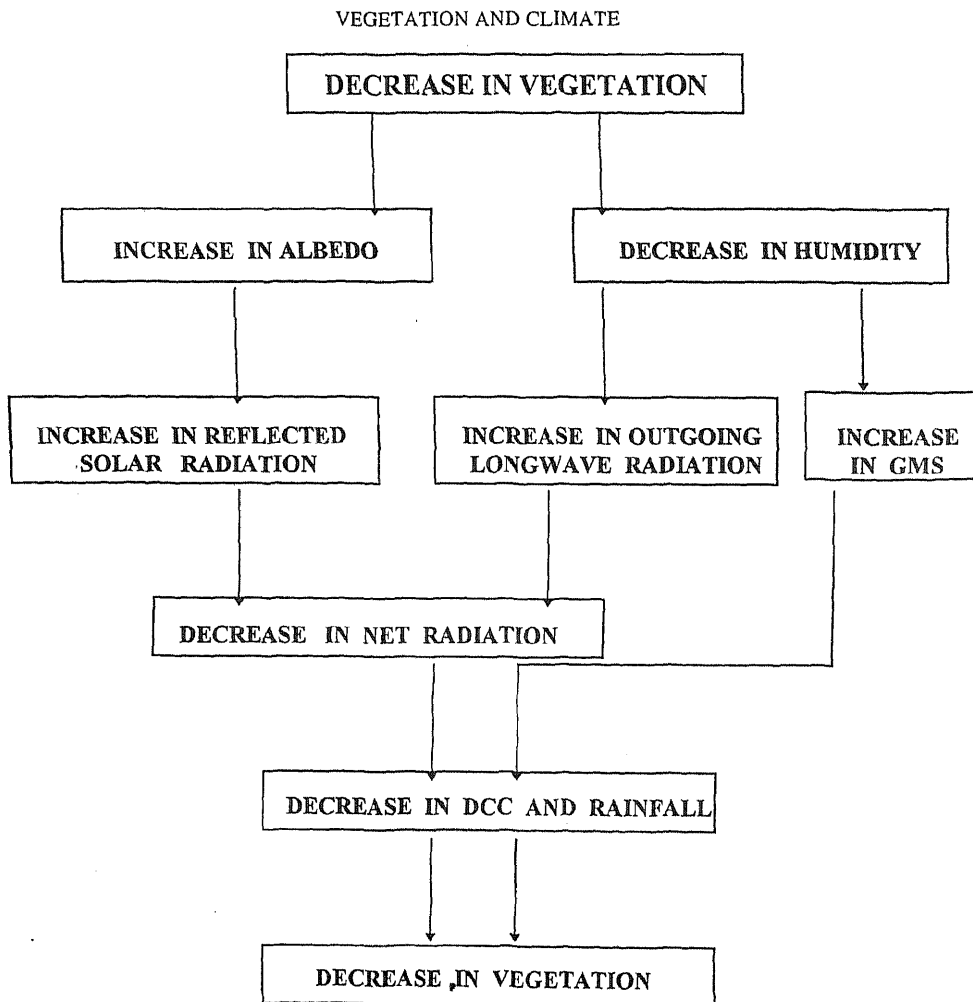 VEGETATION AND CLIMATE
DECREASE IN VEGETATION
INCREASE IN ALBEDO
DECREASE IN HUMIDITY
INCREASE IN REFLECTED
SOLAR RADIATION
INCREASE IN OUTGOING
LONGWAVE RADIATION
INCREASE
IN GMS
DECREASE IN NET RADIATION
DECREASE IN DCC AND RAINFALL
DECREASE IN VEGETATION